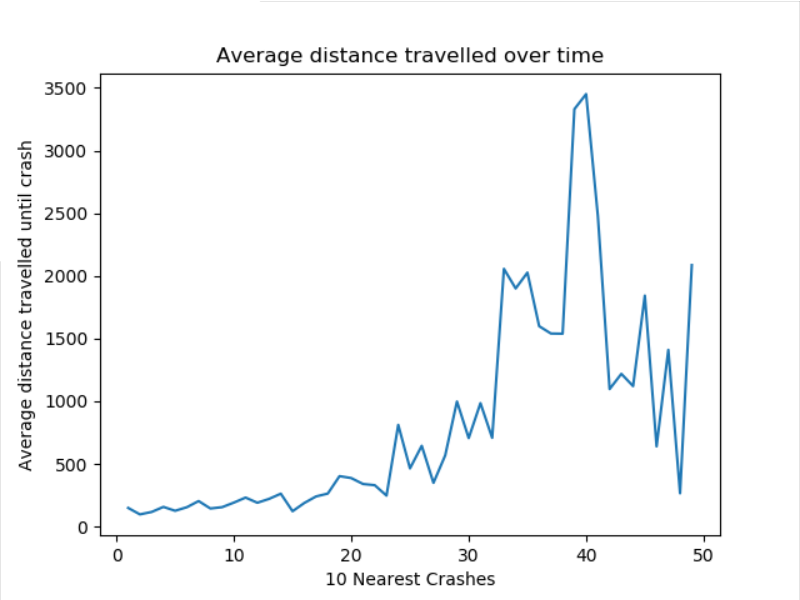 Average distance travelled over time
Average distance travelled until crash
3500
3000
2500
2000
1500
1000
500
0
0 10 20 30 40 50
10 Nearest Crashes